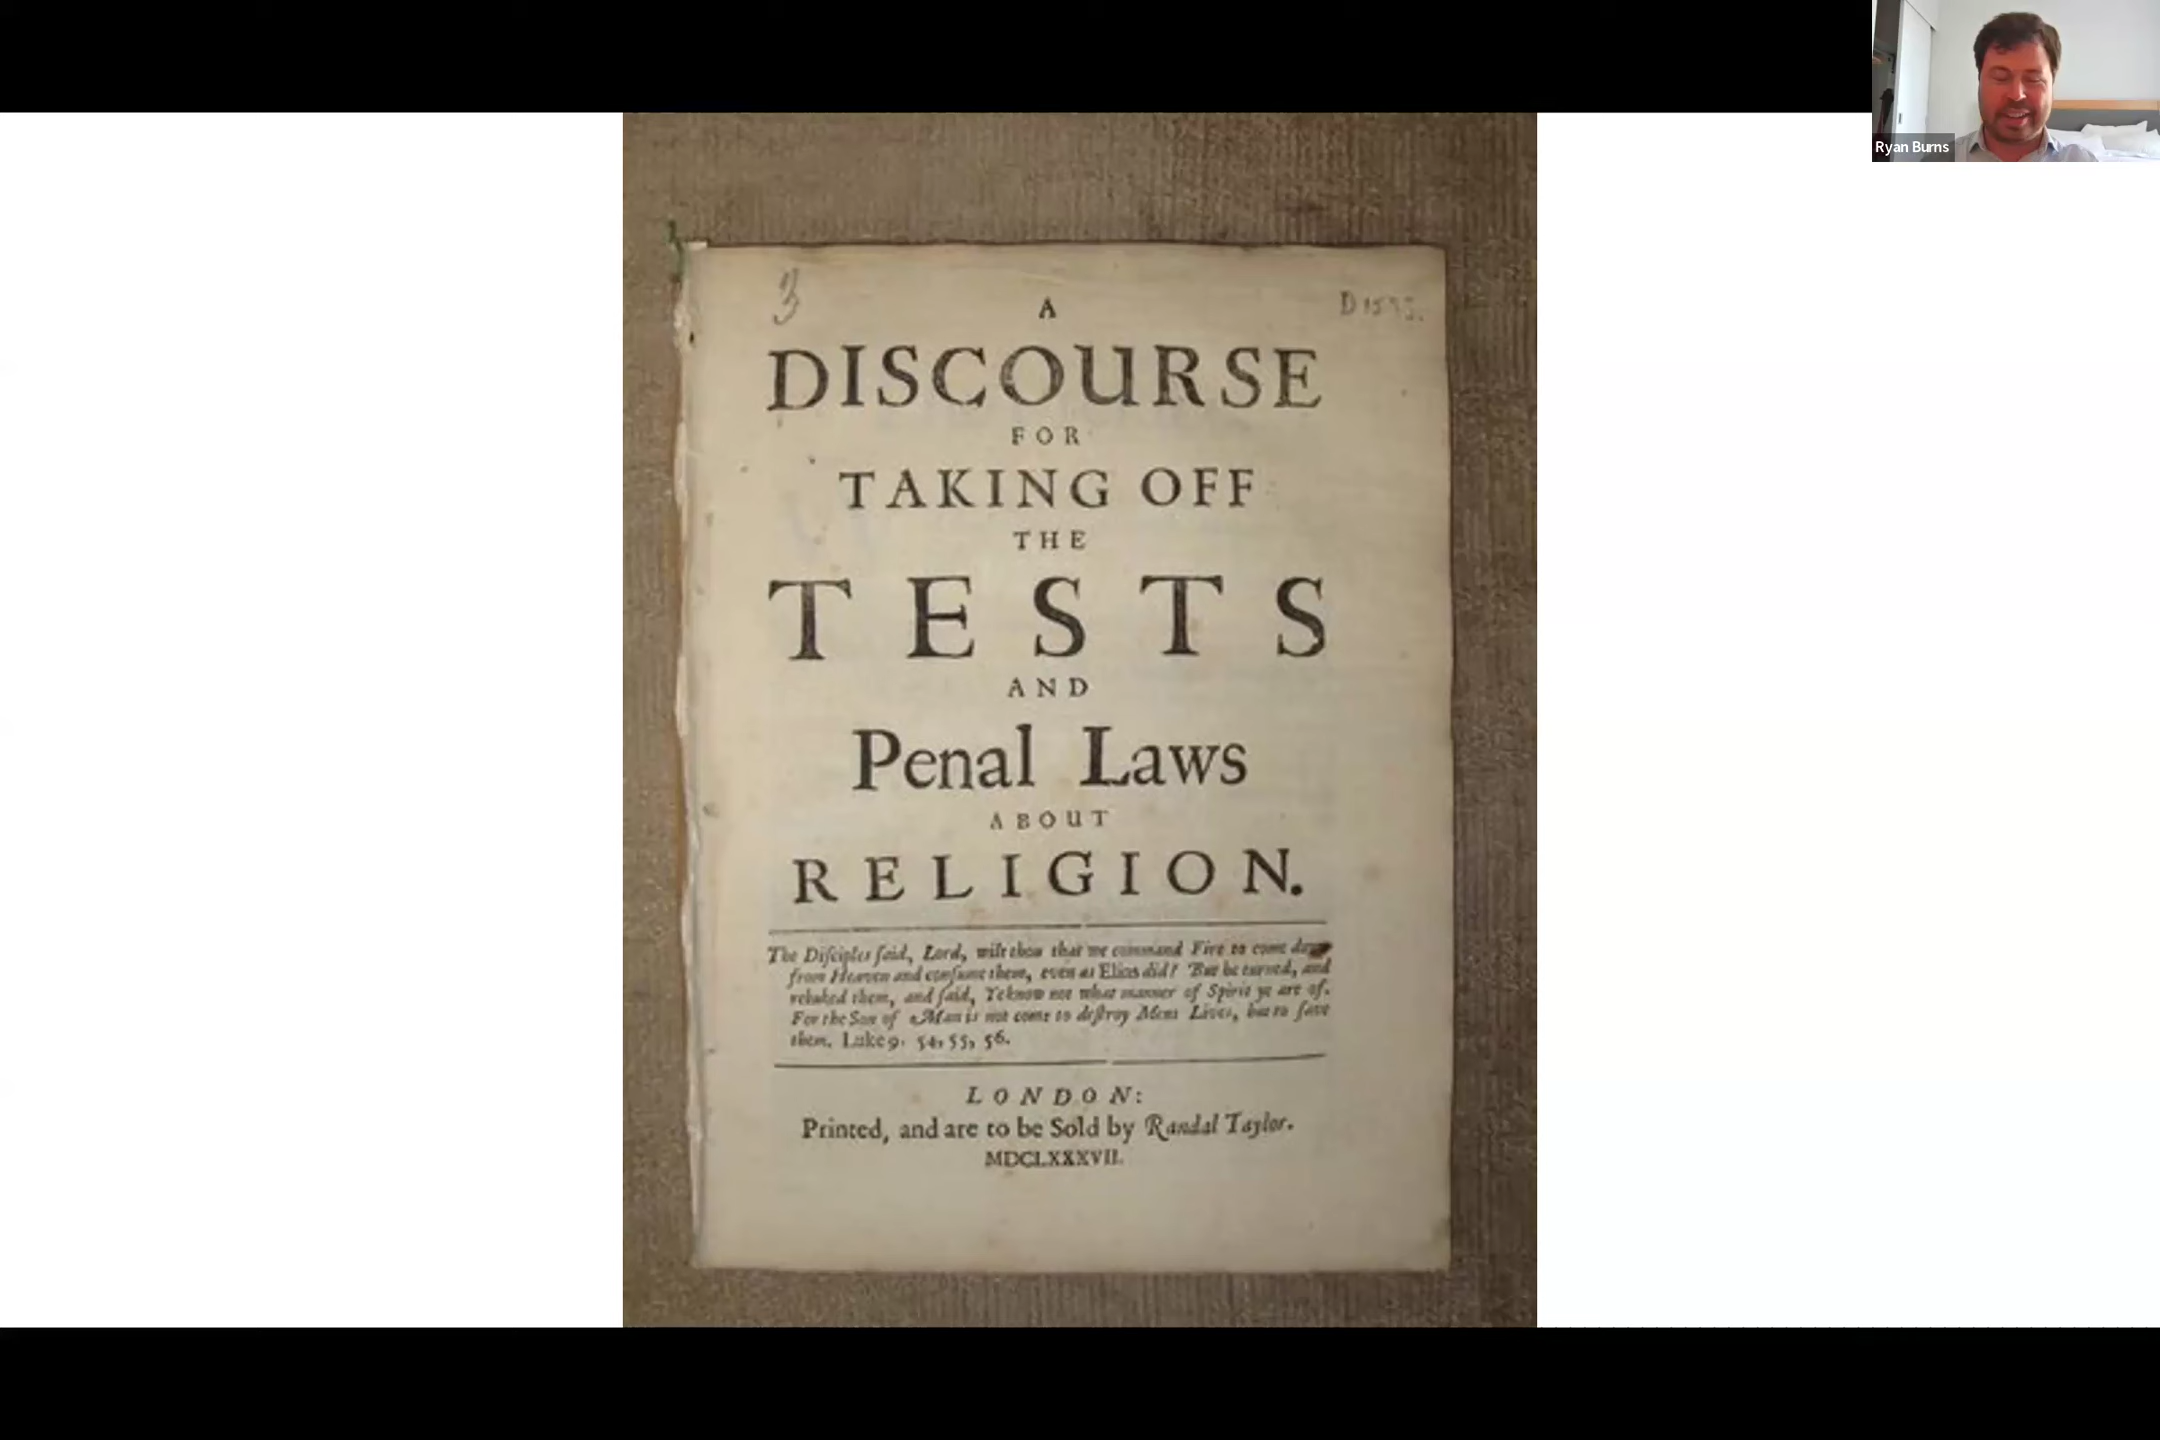 Ryan Burns
3
A
DISCOURSE
FOR
TAKING OFF
THE
TESTS
AND
Penal Laws
ABOUT
RELIGION.
The Diſciples ſaid, Lord, wilt thou that we command Fire to come
from Heaven and conſume them, even as Elias did? But he turned, and
rebuked them, and ſaid, Ye know not what manner of Spirit ye are of.
For the Son of Man is not come to deſtroy Mens Lives, but to ſave
them. Luke 9. 54, 55, 56.
LONDON:
Printed, and are to be Sold by Randal Taylor.
MDCLXXXVII.